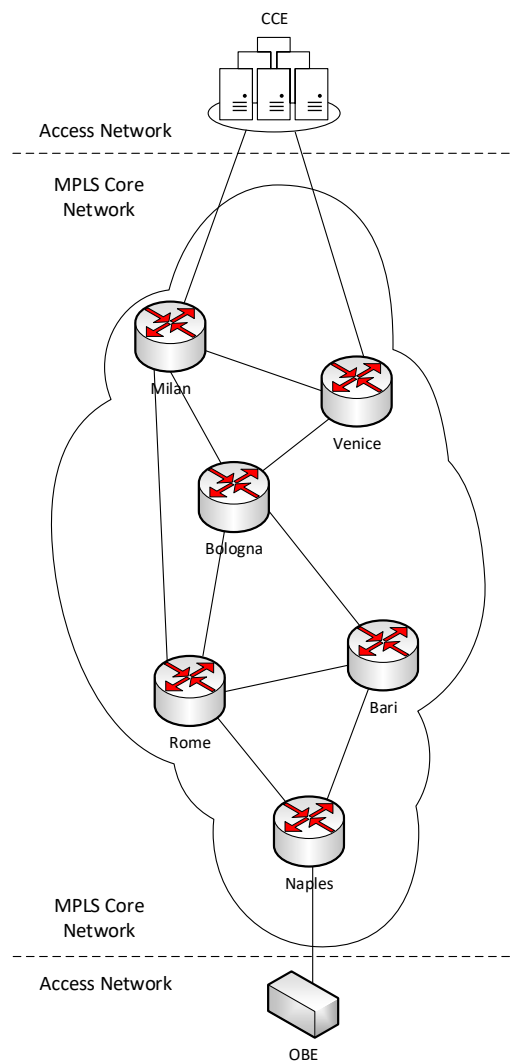 CCE
Access Network
MPLS Core
Network
Milan
Venice
Bologna
Bari
Rome
Naples
MPLS Core
Network
Access Network
OBE